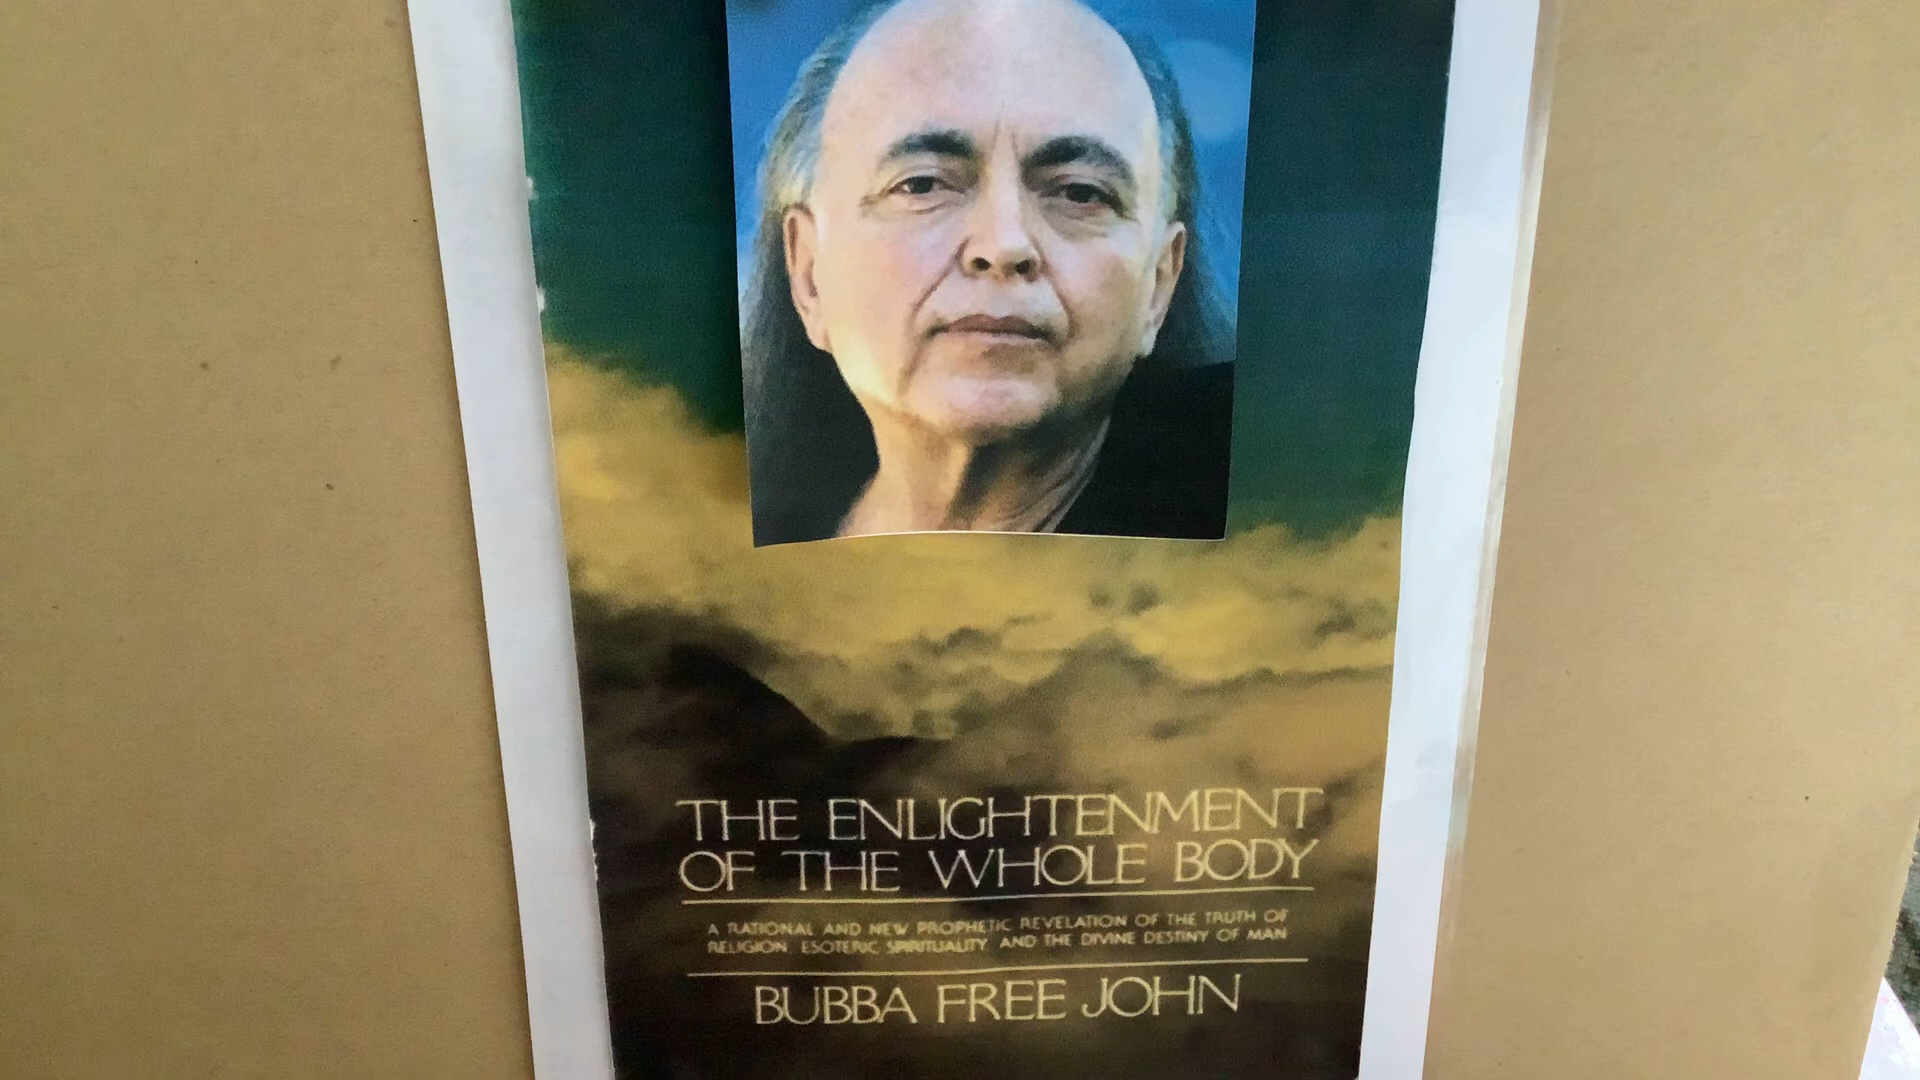 THE ENLIGHTENMENT
OF THE WHOLE BODY
A RATIONAL AND NEW PROPHETIC REVELATION OF THE TRUTH OF
RELIGION, ESOTERIC SPIRITUALITY, AND THE DIVINE DESTINY OF MAN
BUBBA FREE JOHN